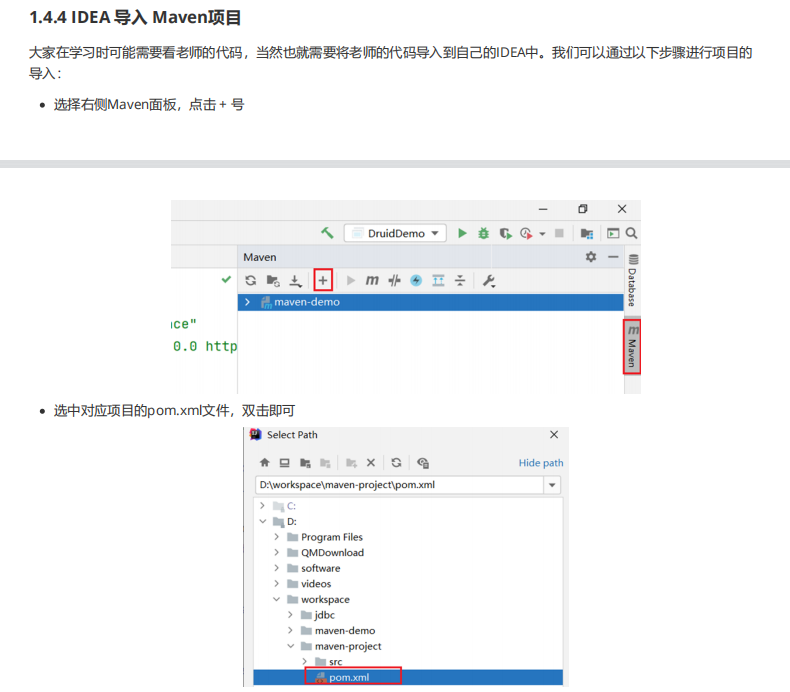 1.4.4 IDEA 导入 Maven项目
大家在学习时可能需要看老师的代码，当然也就需要将老师的代码导入到自己的IDEA中。我们可以通过以下步骤进行项目的
导入：
选择右侧Maven面板，点击 + 号
DruidDemo
Maven
maven-demo
0.0 http
Database
Maven
选中对应项目的pom.xml文件，双击即可
Select Path
Hide path
D:\workspace\maven-project\pom.xml
C:
D:
Program Files
QMDownload
software
videos
workspace
jdbc
maven-demo
maven-project
src
pom.xml